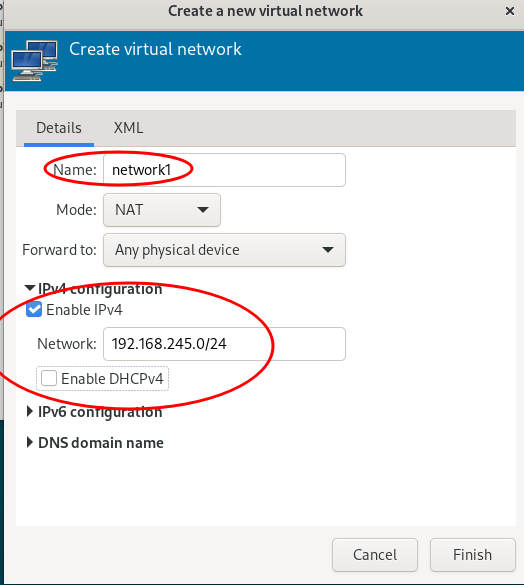 Create a new virtual network
Create virtual network
Details XML
Name: network1
Mode: NAT
Forward to: Any physical device
IPv4 configuration
Enable IPv4
Network: 192.168.245.0/24
Enable DHCPv4
IPv6 configuration
DNS domain name
Cancel Finish